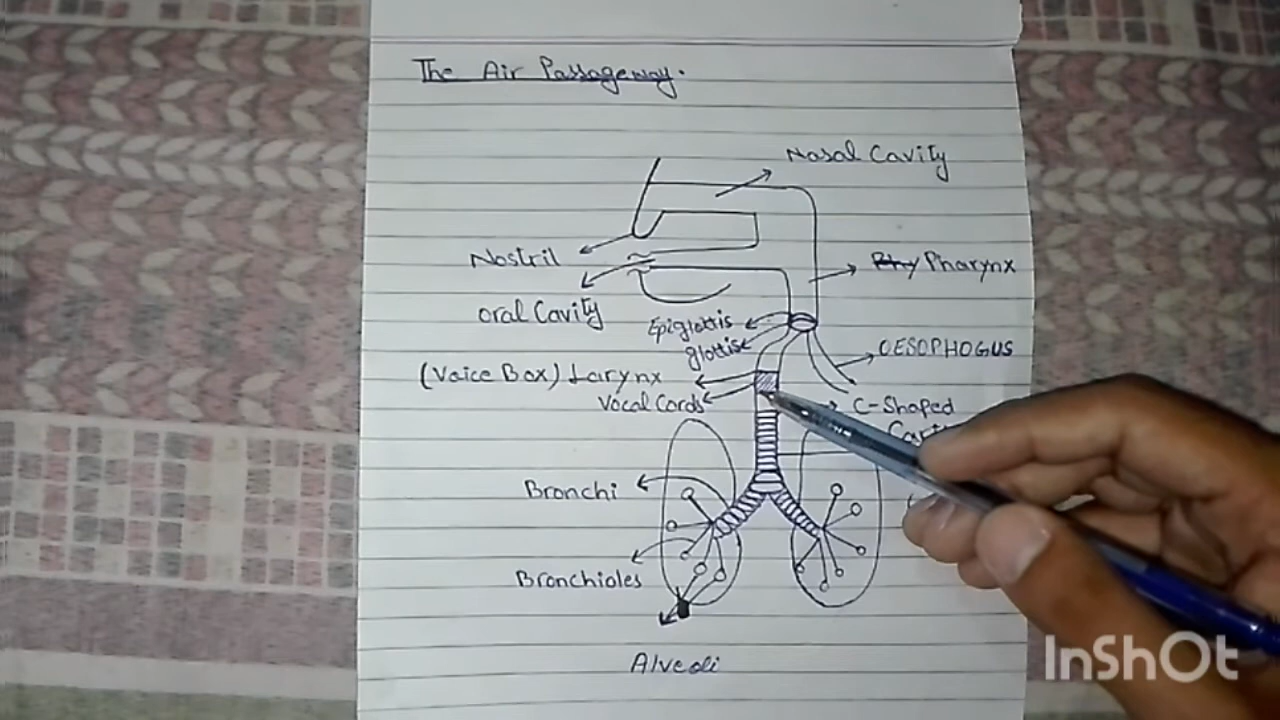 The Air Passageway.
Nasal Cavity
Nostril
Phy Pharynx
oral Cavity
Epiglottis
glottis
OESOPHOGUS
(Voice Box) Larynx
Vocal Cords
C-Shaped
Bronchi
Bronchioles
Alveoli
InShOt